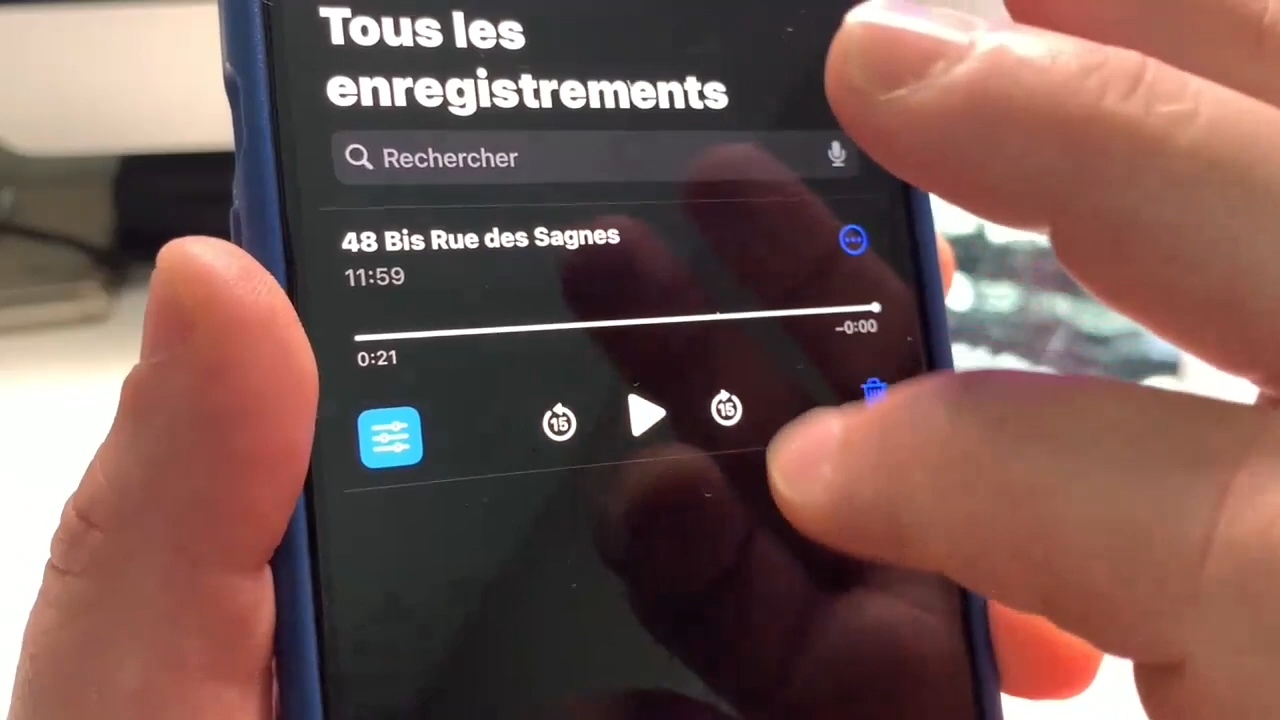 Tous les
enregistrements
Rechercher
48 Bis Rue des Sagnes
11:59
0:21
-0:00
15
15